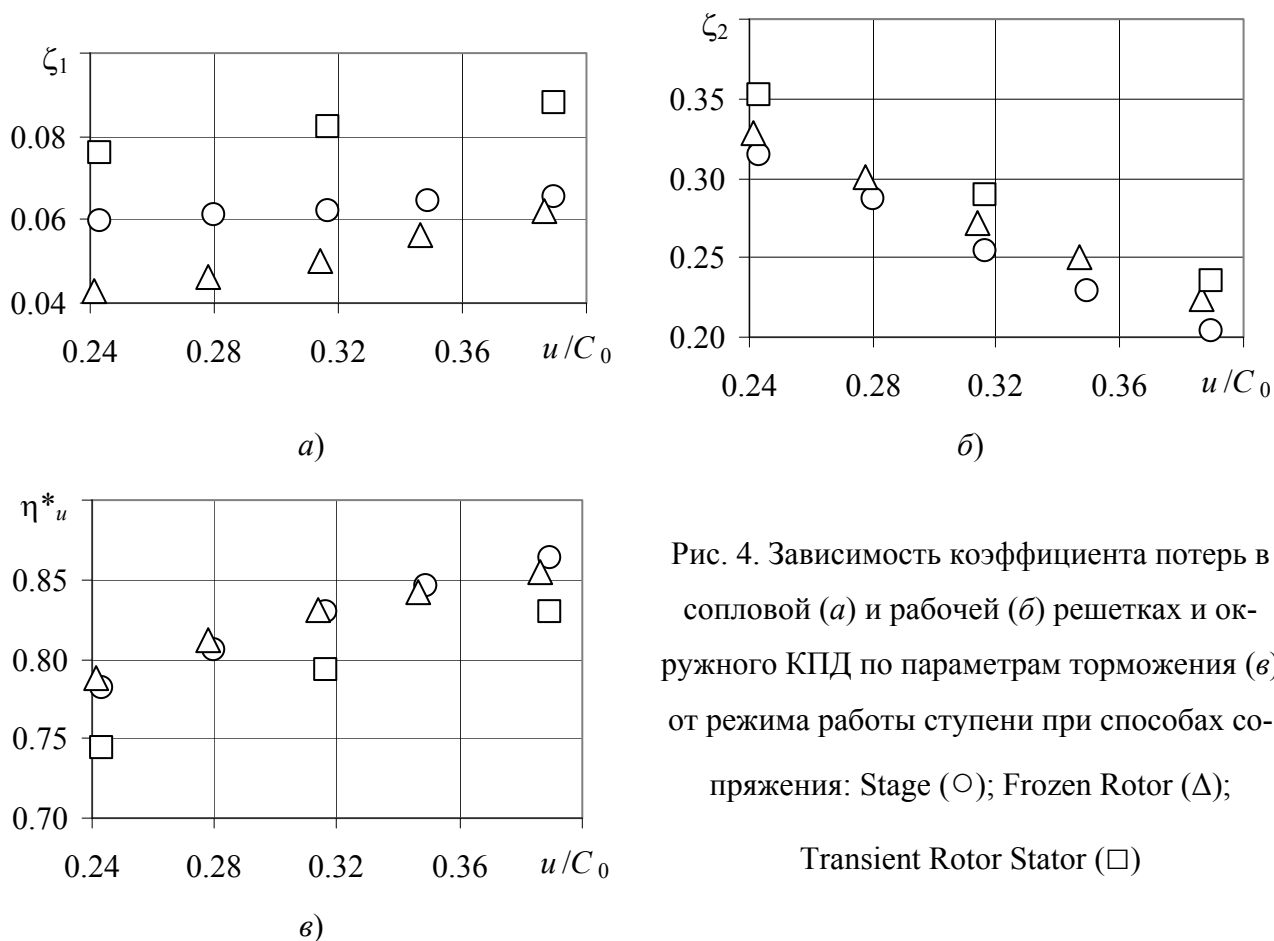 ζ1
0.08
0.06
0.04
0.24 0.28 0.32 0.36 u/C0
а)
ζ2
0.35
0.30
0.25
0.20
0.24 0.28 0.32 0.36 u/C0
б)
η*u
0.85
0.80
0.75
0.70
0.24 0.28 0.32 0.36 u/C0
в)
Рис. 4. Зависимость коэффициента потерь в
сопловой (а) и рабочей (б) решетках и ок-
ружного КПД по параметрам торможения (в)
от режима работы ступени при способах со-
пряжения: Stage (○); Frozen Rotor (Δ);
Transient Rotor Stator (□)